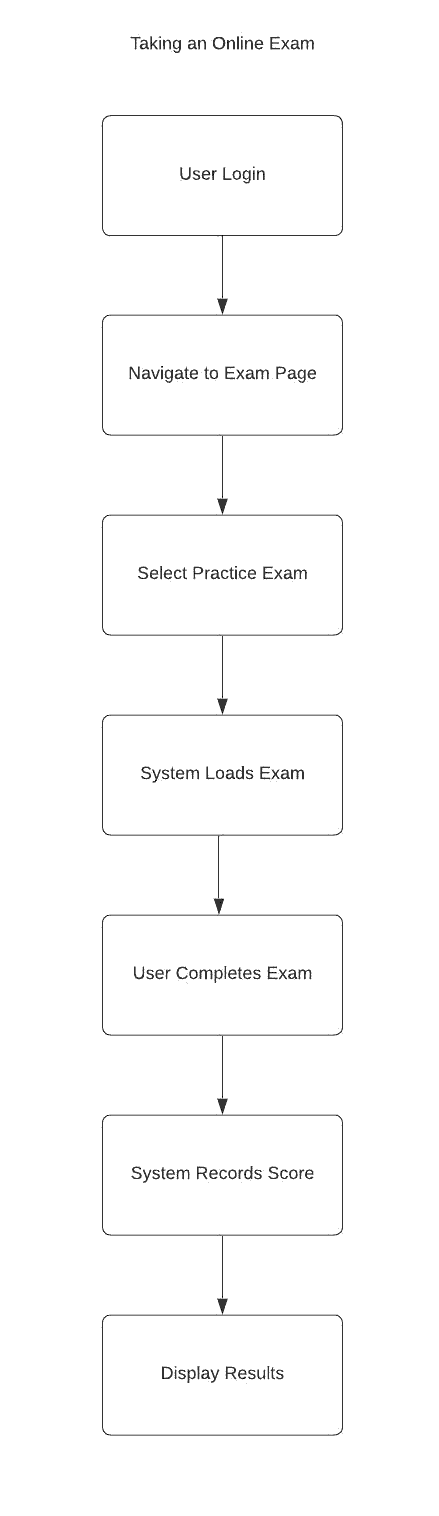 Taking an Online Exam
User Login
Navigate to Exam Page
Select Practice Exam
System Loads Exam
User Completes Exam
System Records Score
Display Results